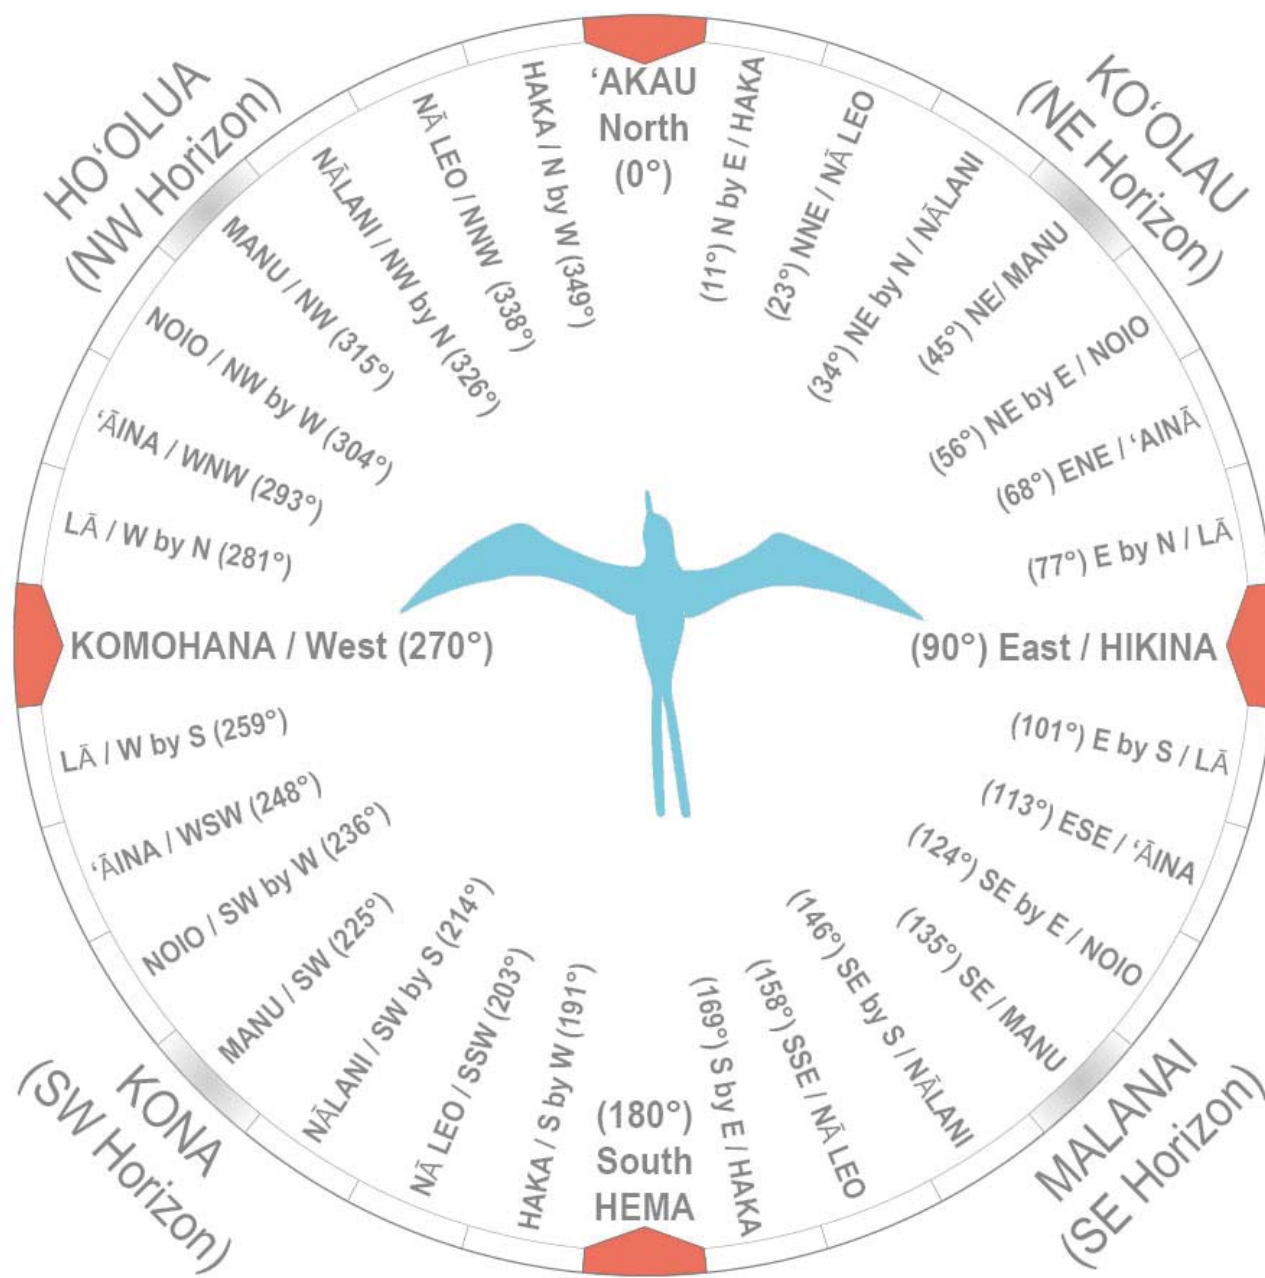 HO‘OLUA
(NW Horizon)
KO‘OLAU
(NE Horizon)
‘AKAU
North
(0°)
(11°) N by E / HAKA
(23°) NNE / NĀ LEO
(34°) NE by N / NĀLANI
(45°) NE/ MANU
(56°) NE by E / NOIO
(68°) ENE / ‘AINĀ
(77°) E by N / LĀ
(90°) East / HIKINA
(101°) E by S / LĀ
(113°) ESE / ‘ĀINA
(124°) SE by E / NOIO
(135°) SE / MANU
(146°) SE by S / NĀLANI
(158°) SSE / NĀ LEO
(169°) S by E / HAKA
(180°)
South
HEMA
HAKA / S by W (191°)
NĀ LEO / SSW (203°)
NĀLANI / SW by S (214°)
MANU / SW (225°)
NOIO / SW by W (236°)
‘ĀINA / WSW (248°)
LĀ / W by S (259°)
KOMOHANA / West (270°)
LĀ / W by N (281°)
‘ĀINA / WNW (293°)
NOIO / NW by W (304°)
MANU / NW (315°)
NĀLANI / NW by N (326°)
NĀ LEO / NNW (338°)
HAKA / N by W (349°)
KONA
(SW Horizon)
MALANAI
(SE Horizon)